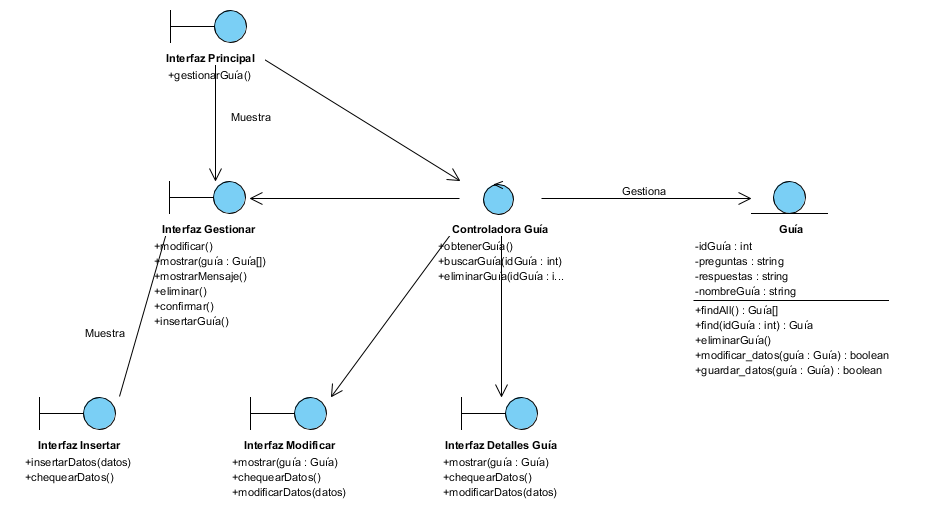 Interfaz Principal
+gestionarGuía()
Muestra
Interfaz Gestionar
+modificar()
+mostrar(guía : Guía[])
+mostrarMensaje()
+eliminar()
+confirmar()
+insertarGuía()
Controladora Guía
+obtenerGuía()
+buscarGuía(idGuía : int)
+eliminarGuía(idGuía : i...
Gestiona
Guía
-idGuía : int
-preguntas : string
-respuestas : string
-nombreGuía : string
+findAll() : Guía[]
+find(idGuía : int) : Guía
+eliminarGuía()
+modificar_datos(guía : Guía) : boolean
+guardar_datos(guía : Guía) : boolean
Muestra
Interfaz Insertar
+insertarDatos(datos)
+chequearDatos()
Interfaz Modificar
+mostrar(guía : Guía)
+chequearDatos()
+modificarDatos(datos)
Interfaz Detalles Guía
+mostrar(guía : Guía)
+chequearDatos()
+modificarDatos(datos)